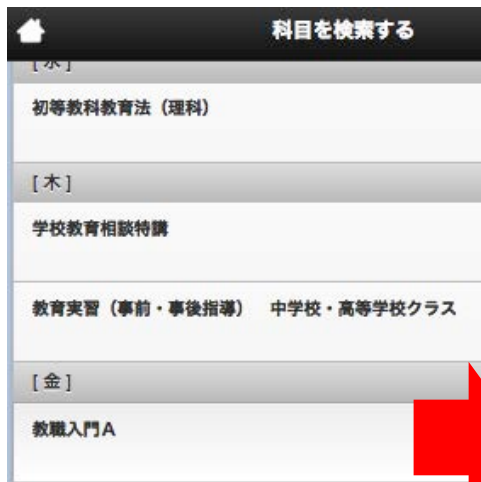 科目を検索する
[水]
初等教科教育法（理科）
[木]
学校教育相談特講
教育実習（事前・事後指導）　中学校・高等学校クラス
[金]
教職入門A